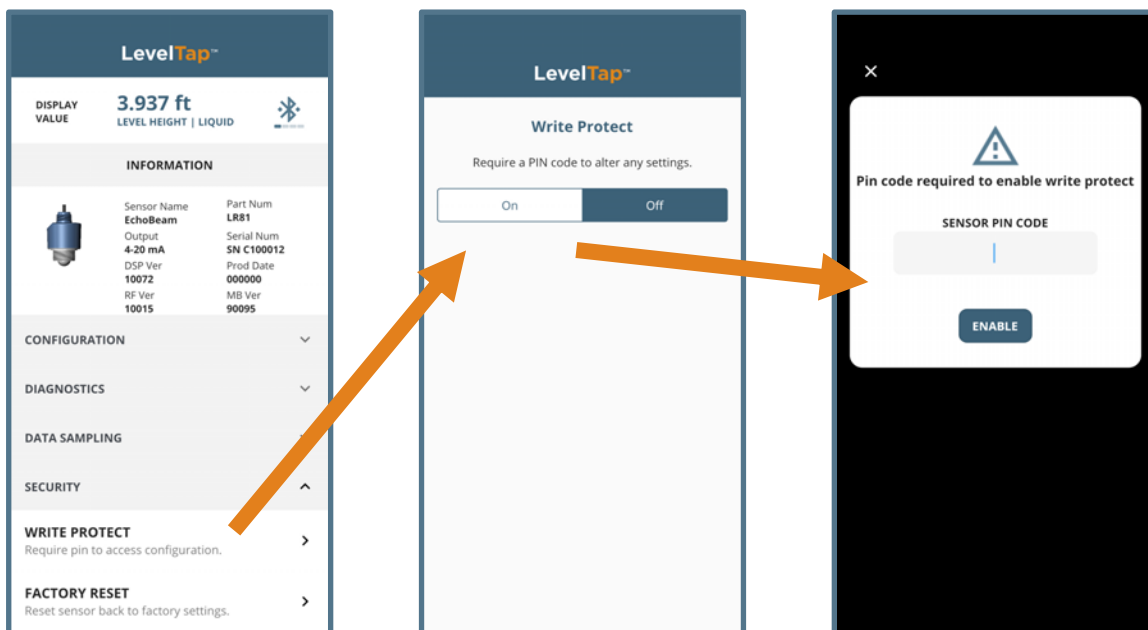 LevelTap™
DISPLAY VALUE
3.937 ft
LEVEL HEIGHT | LIQUID
INFORMATION
Sensor Name
EchoBeam
Part Num
LR81
Output
4-20 mA
Serial Num
SN C100012
DSP Ver
10072
Prod Date
000000
RF Ver
10015
MB Ver
90095
CONFIGURATION
DIAGNOSTICS
DATA SAMPLING
SECURITY
WRITE PROTECT
Require pin to access configuration.
FACTORY RESET
Reset sensor back to factory settings.
LevelTap™
Write Protect
Require a PIN code to alter any settings.
On
Off
Pin code required to enable write protect
SENSOR PIN CODE
ENABLE